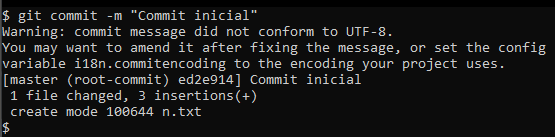 $ git commit -m "Commit inicial"
Warning: commit message did not conform to UTF-8.
You may want to amend it after fixing the message, or set the config
variable i18n.commitencoding to the encoding your project uses.
[master (root-commit) ed2e914] Commit inicial
 1 file changed, 3 insertions(+)
 create mode 100644 n.txt
$